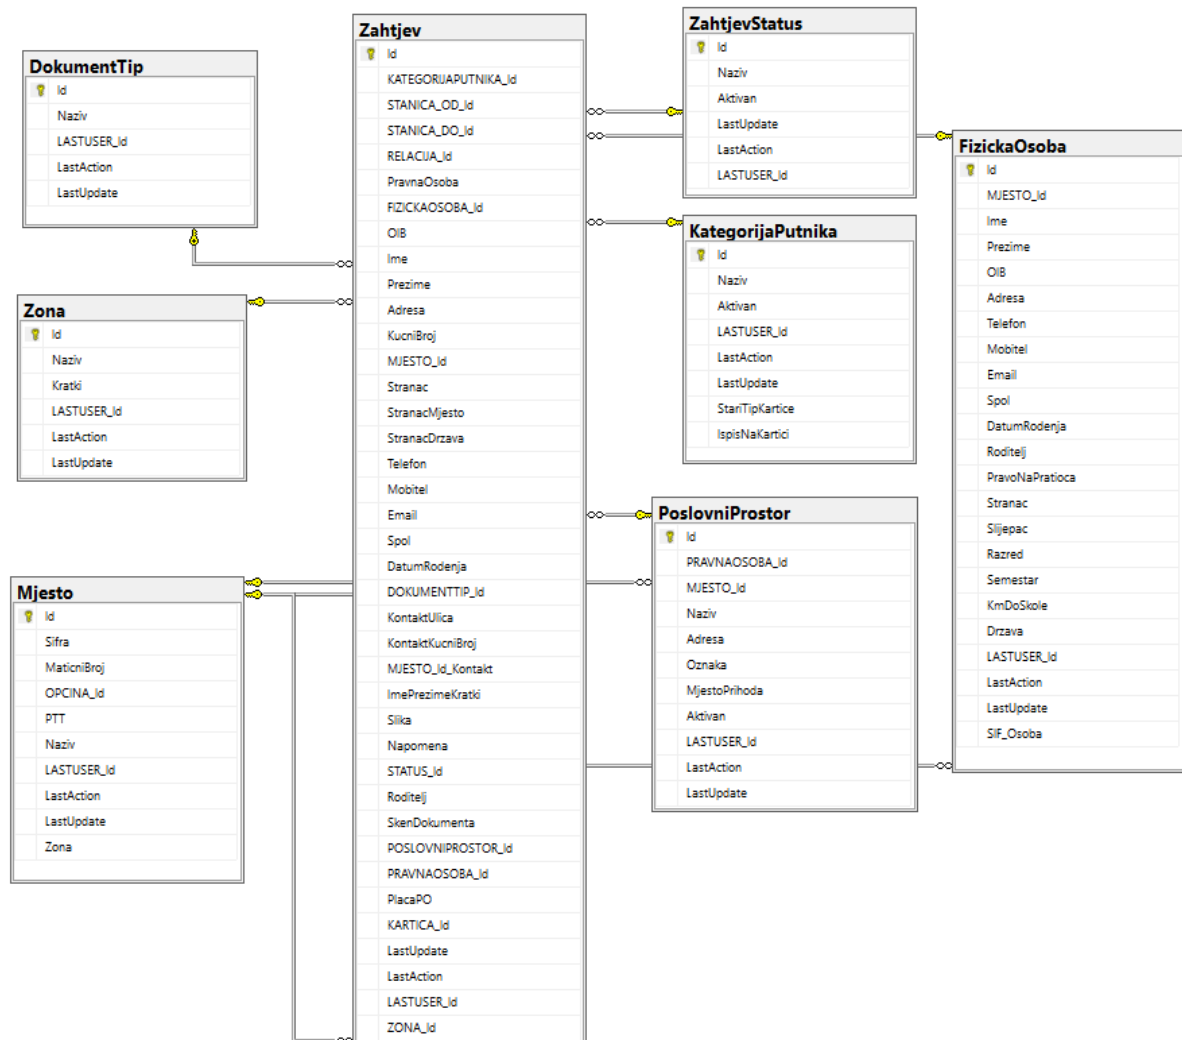 DokumentTip
Id
Naziv
LASTUSER_Id
LastAction
LastUpdate
Zona
Id
Naziv
Kratki
LASTUSER_Id
LastAction
LastUpdate
Mjesto
Id
Sifra
MaticniBroj
OPCINA_Id
PTT
Naziv
LASTUSER_Id
LastAction
LastUpdate
Zona
Zahtjev
Id
KATEGORIJAPUTNIKA_Id
STANICA_OD_Id
STANICA_DO_Id
RELACIJA_Id
PravnaOsoba
FIZICKAOSOBA_Id
OIB
Ime
Prezime
Adresa
KucniBroj
MJESTO_Id
Stranac
StranacMjesto
StranacDrzava
Telefon
Mobitel
Email
Spol
DatumRodenja
DOKUMENTTIP_Id
KontaktUlica
KontaktKucniBroj
MJESTO_Id_Kontakt
ImePrezimeKratki
Slika
Napomena
STATUS_Id
Roditelj
SkenDokumenta
POSLOVNIPROSTOR_Id
PRAVNAOSOBA_Id
PlacaPO
KARTICA_Id
LastUpdate
LastAction
LASTUSER_Id
ZONA_Id
ZahtjevStatus
Id
Naziv
Aktivan
LastUpdate
LastAction
LASTUSER_Id
KategorijaPutnika
Id
Naziv
Aktivan
LASTUSER_Id
LastAction
LastUpdate
StariTipKartice
IspisNaKartici
PoslovniProstor
Id
PRAVNAOSOBA_Id
MJESTO_Id
Naziv
Adresa
Oznaka
MjestoPrihoda
Aktivan
LASTUSER_Id
LastAction
LastUpdate
FizickaOsoba
Id
MJESTO_Id
Ime
Prezime
OIB
Adresa
Telefon
Mobitel
Email
Spol
DatumRodenja
Roditelj
PravoNaPratioca
Stranac
Slijepac
Razred
Semestar
KmDoSkole
Drzava
LASTUSER_Id
LastAction
LastUpdate
SIF_Osoba